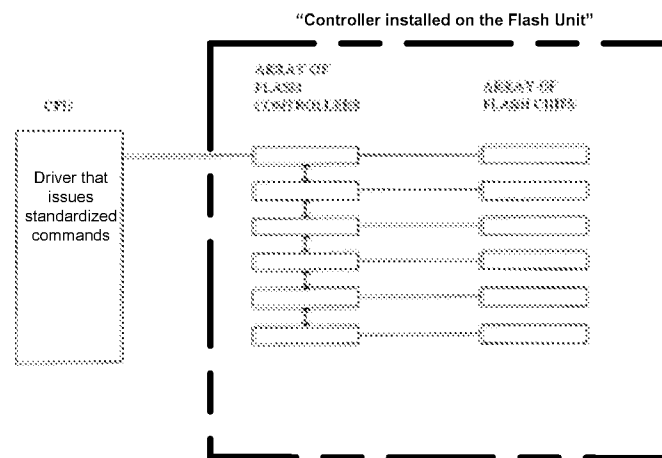 “Controller installed on the Flash Unit”
ARRAY OF
FLASH
CONTROLLERS
ARRAY OF
FLASH CHIPS
CPU
Driver that
issues
standardized
commands